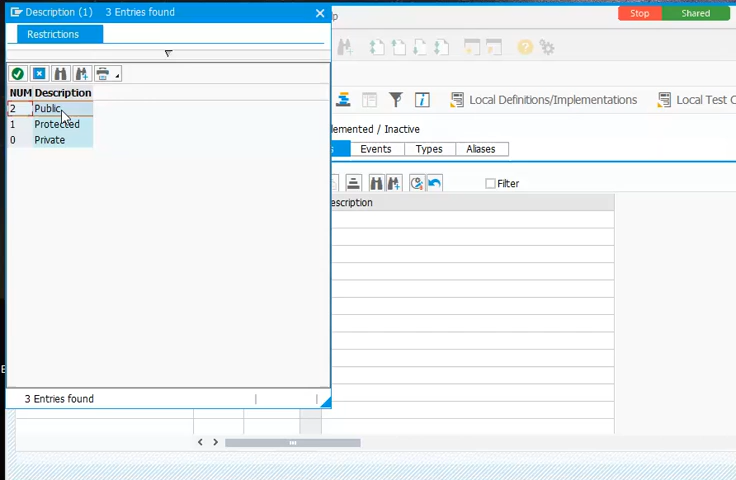 Description (1) 3 Entries found
Restrictions
NUM Description
2 Public
1 Protected
0 Private
3 Entries found
Stop Shared
Local Definitions/Implementations Local Test C
lemented / Inactive
s Events Types Aliases
Filter
escription